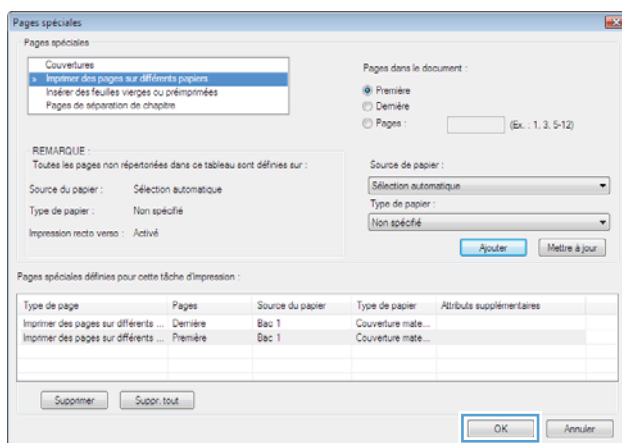 Pages spéciales
Pages spéciales
Couvertures
» Imprimer des pages sur différents papiers
Insérer des feuilles vierges ou préimprimées
Pages de séparation de chapitre
Pages dans le document :
Première
Dernière
Pages : (Ex. : 1, 3, 5-12)
REMARQUE :
Toutes les pages non répertoriées dans ce tableau sont définies sur :
Source du papier : Sélection automatique
Type de papier : Non spécifié
Impression recto verso : Activé
Source de papier :
Sélection automatique
Type de papier :
Non spécifié
Ajouter Mettre à jour
Pages spéciales définies pour cette tâche d'impression :
Type de page Pages Source du papier Type de papier Attributs supplémentaires
Imprimer des pages sur différents ... Dernière Bac 1 Couverture mate...
Imprimer des pages sur différents ... Première Bac 1 Couverture mate...
Supprimer Suppr. tout
OK Annuler